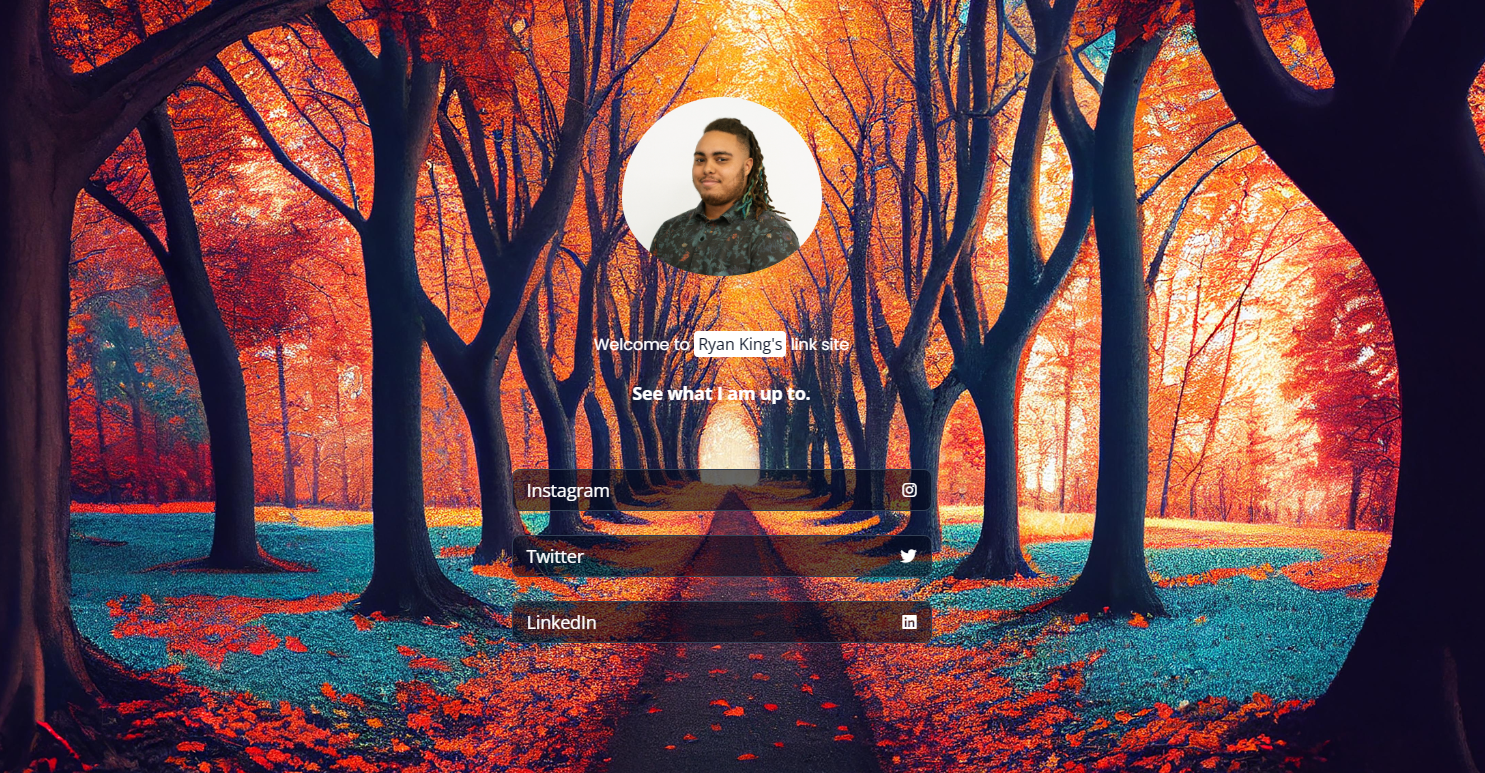 Welcome to Ryan King's link site
See what I am up to.
Instagram
Twitter
LinkedIn